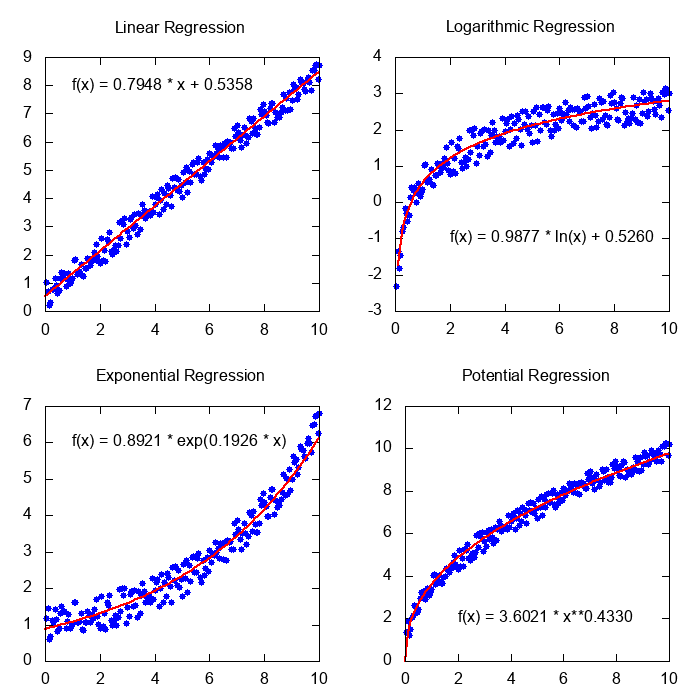 Linear Regression
9
8
7
6
5
4
3
2
1
0
0 2 4 6 8 10
f(x) = 0.7948 * x + 0.5358
Logarithmic Regression
4
3
2
1
0
-1
-2
-3
0 2 4 6 8 10
f(x) = 0.9877 * ln(x) + 0.5260
Exponential Regression
7
6
5
4
3
2
1
0
0 2 4 6 8 10
f(x) = 0.8921 * exp(0.1926 * x)
Potential Regression
12
10
8
6
4
2
0
2 4 6 8 10
f(x) = 3.6021 * x**0.4330